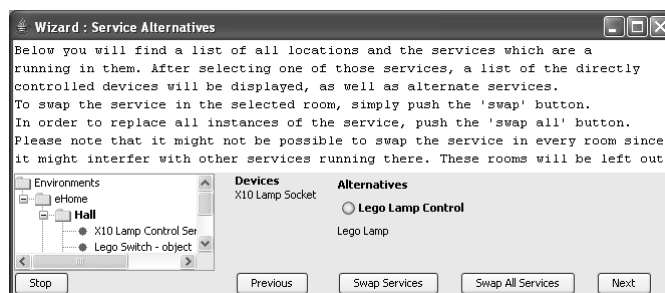 Wizard : Service Alternatives
Below you will find a list of all locations and the services which are a
running in them. After selecting one of those services, a list of the directly
controlled devices will be displayed, as well as alternate services.
To swap the service in the selected room, simply push the 'swap' button.
In order to replace all instances of the service, push the 'swap all' button.
Please note that it might not be possible to swap the service in every room since
it might interfer with other services running there. These rooms will be left out
Environments
eHome
Hall
X10 Lamp Control Ser
Lego Switch - object
Devices
X10 Lamp Socket
Alternatives
Lego Lamp Control
Lego Lamp
Stop Previous Swap Services Swap All Services Next